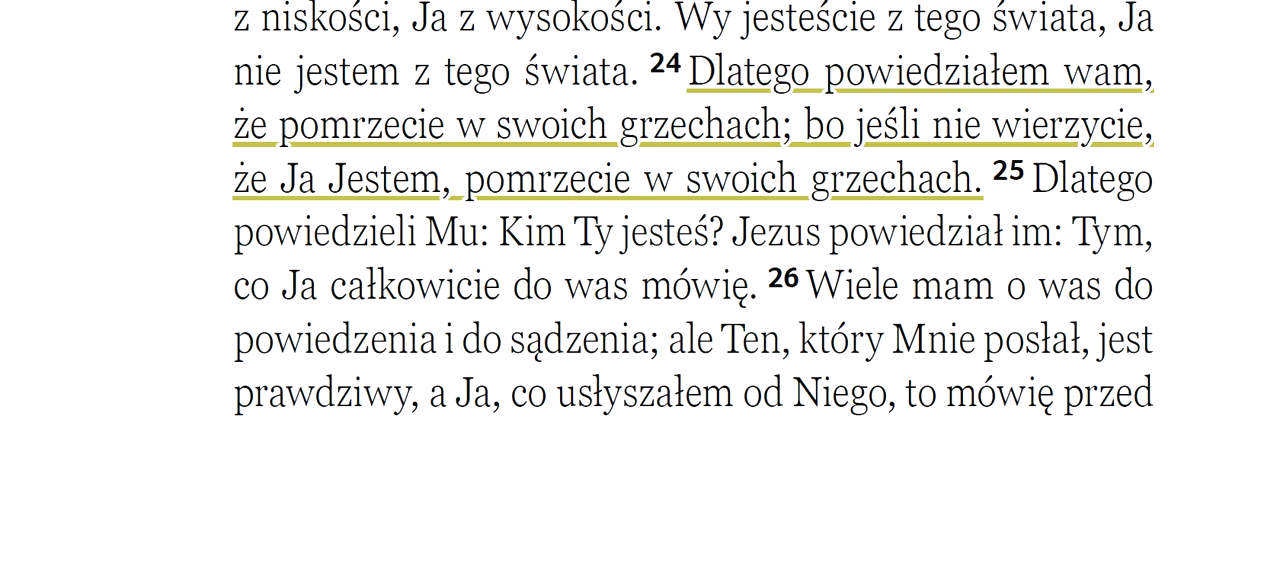 z niskości, Ja z wysokości. Wy jesteście z tego świata, Ja
nie jestem z tego świata. 24 Dlatego powiedziałem wam,
że pomrzecie w swoich grzechach; bo jeśli nie wierzycie,
że Ja Jestem, pomrzecie w swoich grzechach. 25 Dlatego
powiedzieli Mu: Kim Ty jesteś? Jezus powiedział im: Tym,
co Ja całkowicie do was mówię. 26 Wiele mam o was do
powiedzenia i do sądzenia; ale Ten, który Mnie posłał, jest
prawdziwy, a Ja, co usłyszałem od Niego, to mówię przed